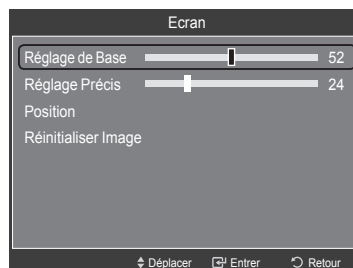 Ecran
Réglage de Base 52
Réglage Précis 24
Position
Réinitialiser Image
Déplacer Entrer Retour